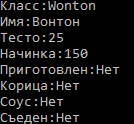 Класс:Wonton
Имя:Вонтон
Тесто:25
Начинка:150
Приготовлен:Нет
Корица:Нет
Соус:Нет
Съеден:Нет